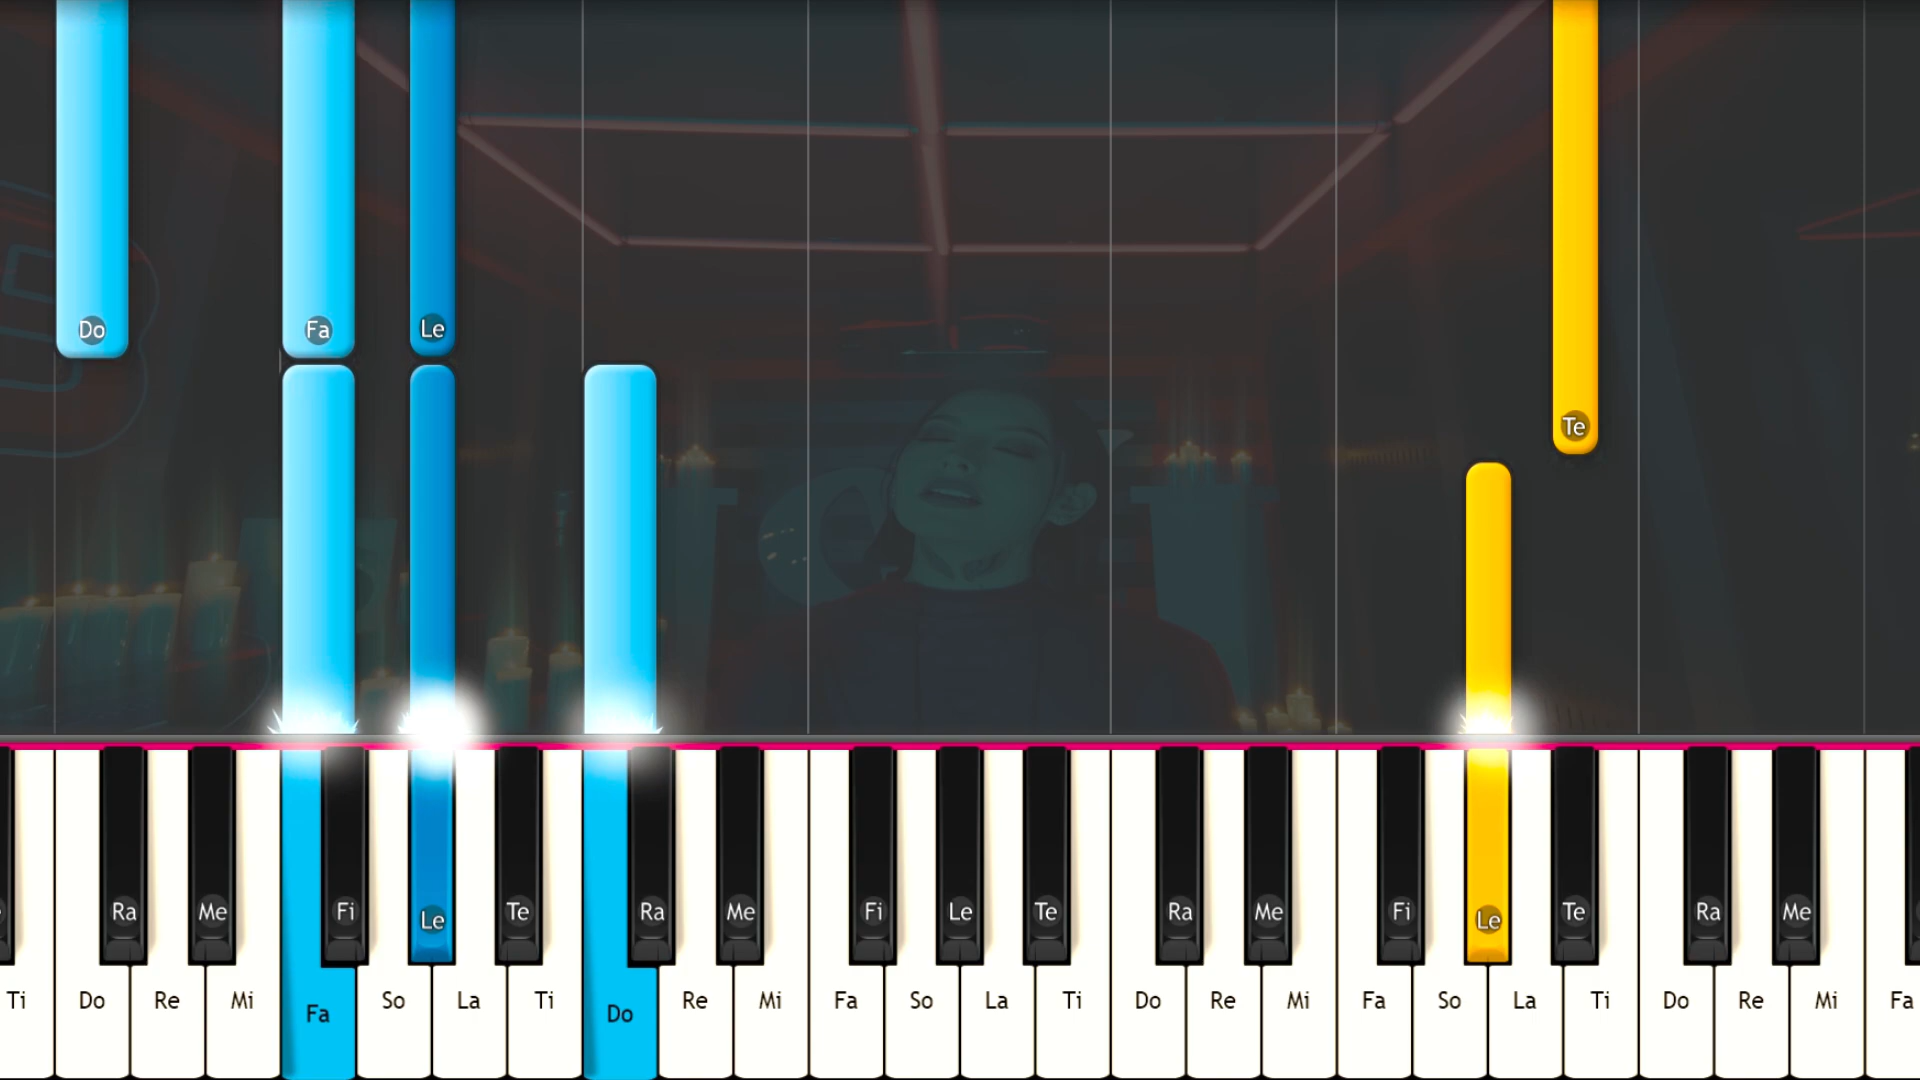 Do Fa Le
Te
Ra Me Fi Le Te Ra Me Fi Le Te Ra Me Fi Le Te Ra Me
Ti Do Re Mi Fa So La Ti Do Re Mi Fa So La Ti Do Re Mi Fa So La Ti Do Re Mi Fa